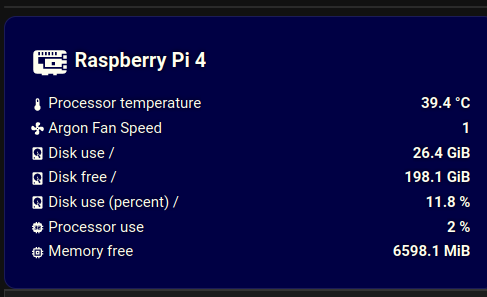 Raspberry Pi 4
Processor temperature 39.4 °C
Argon Fan Speed 1
Disk use / 26.4 GiB
Disk free / 198.1 GiB
Disk use (percent) / 11.8 %
Processor use 2 %
Memory free 6598.1 MiB